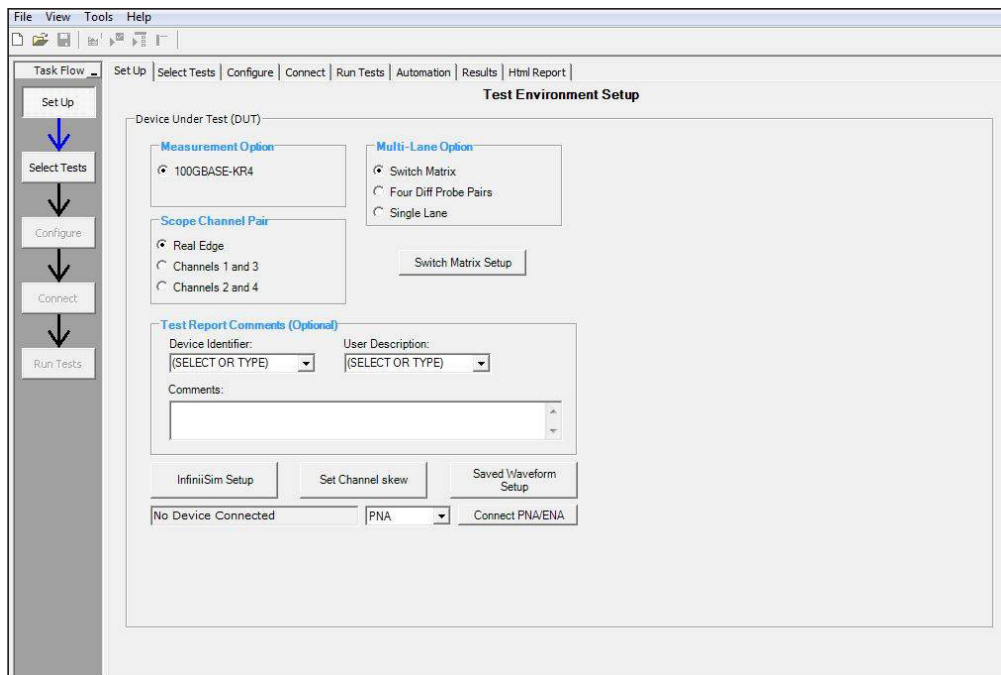 File View Tools Help
Task Flow
Set Up
Select Tests
Configure
Connect
Run Tests
Set Up Select Tests Configure Connect Run Tests Automation Results Html Report
Test Environment Setup
Device Under Test (DUT)
Measurement Option
100GBASE-KR4
Multi-Lane Option
Switch Matrix
Four Diff Probe Pairs
Single Lane
Scope Channel Pair
Real Edge
Channels 1 and 3
Channels 2 and 4
Switch Matrix Setup
Test Report Comments (Optional)
Device Identifier: User Description:
(SELECT OR TYPE) (SELECT OR TYPE)
Comments:
InfiniiSim Setup
Set Channel skew
Saved Waveform
Setup
No Device Connected
PNA
Connect PNA/ENA